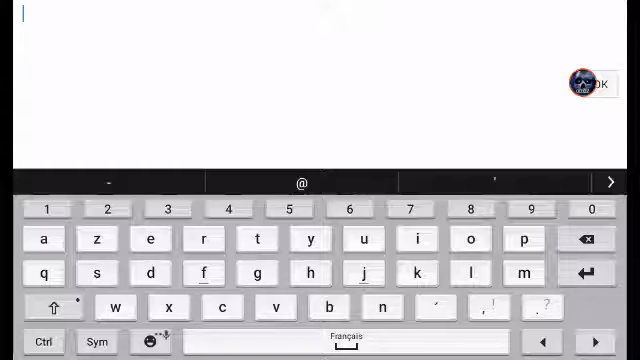 OK
- @ '
1 2 3 4 5 6 7 8 9 0
a z e r t y u i o p
q s d f g h j k l m
w x c v b n ´ , ! . ?
Ctrl Sym Français